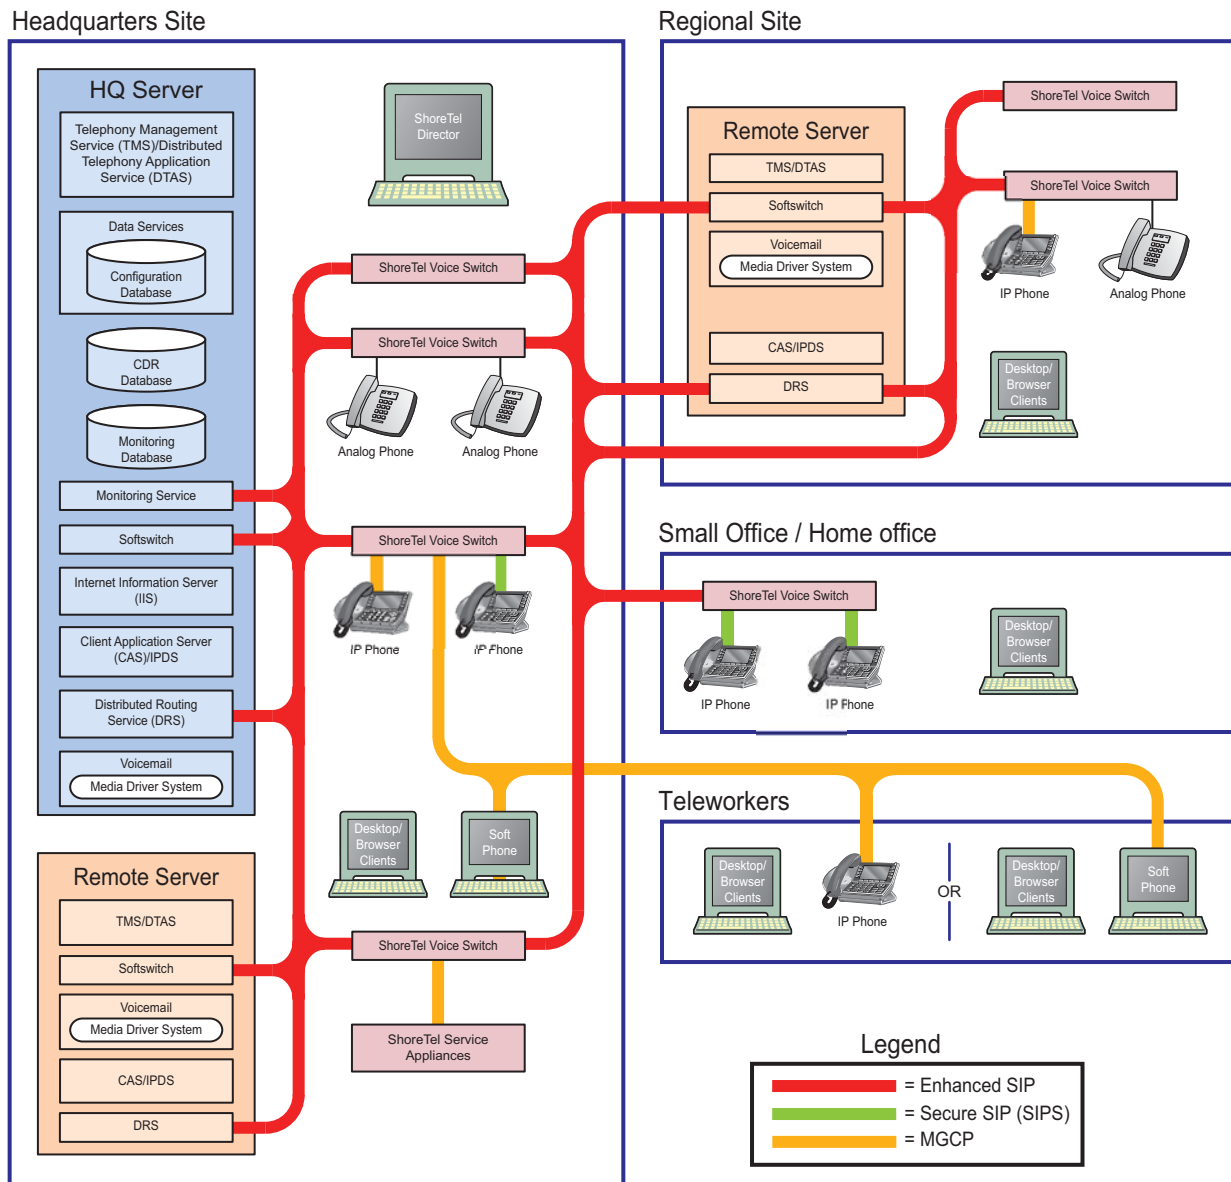 Headquarters Site
HQ Server
Telephony Management
Service (TMS)/Distributed
Telephony Application
Service (DTAS)
Data Services
Configuration
Database
CDR
Database
Monitoring
Database
Monitoring Service
Softswitch
Internet Information Server
(IIS)
Client Application Server
(CAS)/IPDS
Distributed Routing
Service (DRS)
Voicemail
Media Driver System
Remote Server
TMS/DTAS
Softswitch
Voicemail
Media Driver System
CAS/IPDS
DRS
ShoreTel
Director
ShoreTel Voice Switch
ShoreTel Voice Switch
Analog Phone
Analog Phone
ShoreTel Voice Switch
IP Phone
IP Phone
Desktop/
Browser
Clients
Soft
Phone
ShoreTel Voice Switch
ShoreTel Service
Appliances
Regional Site
Remote Server
TMS/DTAS
Softswitch
Voicemail
Media Driver System
CAS/IPDS
DRS
ShoreTel Voice Switch
ShoreTel Voice Switch
IP Phone
Analog Phone
Desktop/
Browser
Clients
Small Office / Home office
ShoreTel Voice Switch
IP Phone
IP Phone
Desktop/
Browser
Clients
Teleworkers
Desktop/
Browser
Clients
IP Phone
OR
Desktop/
Browser
Clients
Soft
Phone
Legend
= Enhanced SIP
= Secure SIP (SIPS)
= MGCP